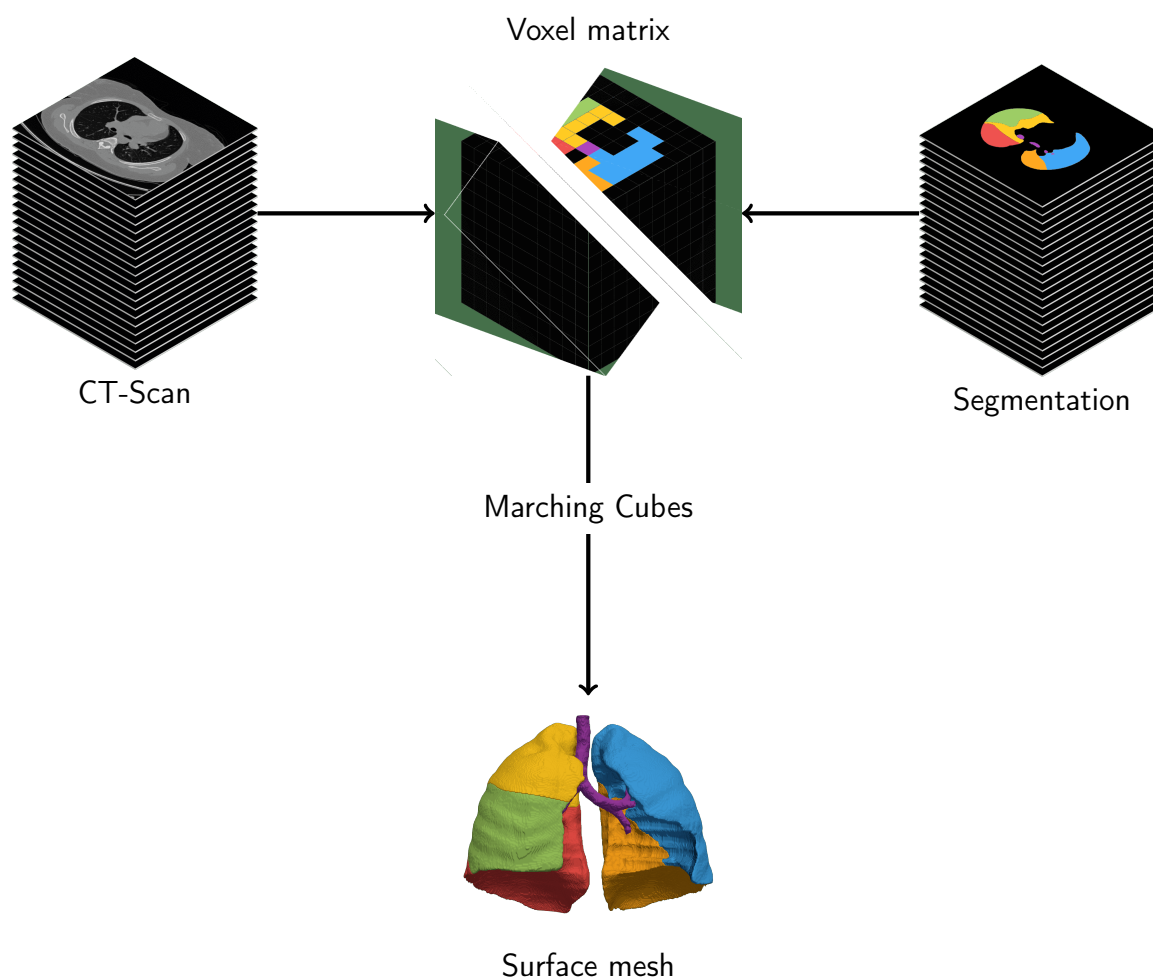 Voxel matrix
CT-Scan
Segmentation
Marching Cubes
Surface mesh